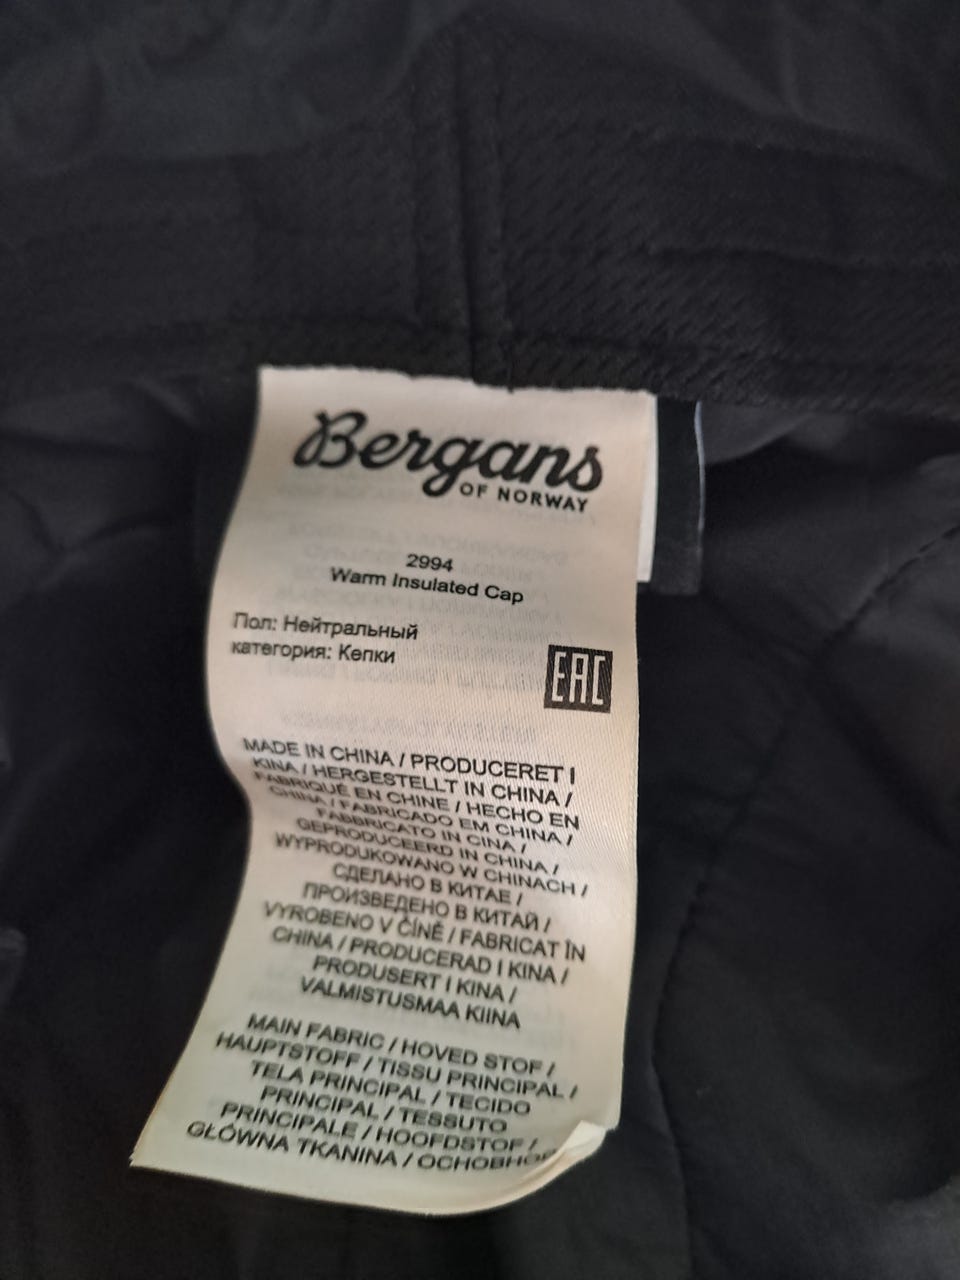 Bergans
OF NORWAY
2994
Warm Insulated Cap
Пол: Нейтральный
категория: Кепки
EAC
MADE IN CHINA / PRODUCERET I
KINA / HERGESTELLT IN CHINA /
FABRIQUÉ EN CHINE / HECHO EN
CHINA / FABRICADO EM CHINA /
FABBRICATO IN CINA /
GEPRODUCEERD IN CHINA /
WYPRODUKOWANO W CHINACH /
СДЕЛАНО В КИТАЕ /
ПРОИЗВЕДЕНО В КИТАЙ /
VYROBENO V ČÍNĚ / FABRICAT ÎN
CHINA / PRODUCERAD I KINA /
PRODUSERT I KINA /
VALMISTUSMAA KIINA
MAIN FABRIC / HOVED STOF /
HAUPTSTOFF / TISSU PRINCIPAL /
TELA PRINCIPAL / TECIDO
PRINCIPAL / TESSUTO
PRINCIPALE / HOOFDSTOF /
GŁÓWNA TKANINA /